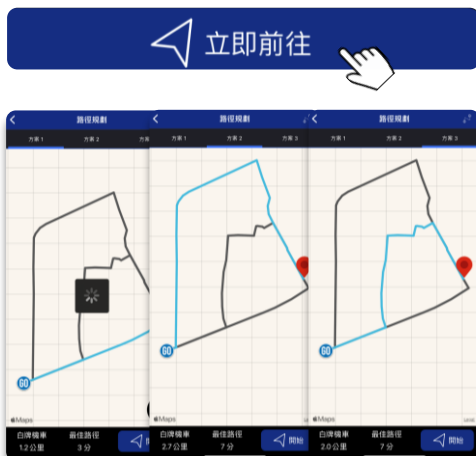 立即前往
路徑規劃
方案 1
方案 2
GO
Maps
白牌機車
1.2 公里
最佳路徑
3 分
路徑規劃
方案 1
方案 2
方案 3
GO
Maps
白牌機車
2.7 公里
最佳路徑
7 分
開始
路徑規劃
方案 1
方案 2
方案 3
GO
Maps
白牌機車
2.0 公里
最佳路徑
7 分
開始